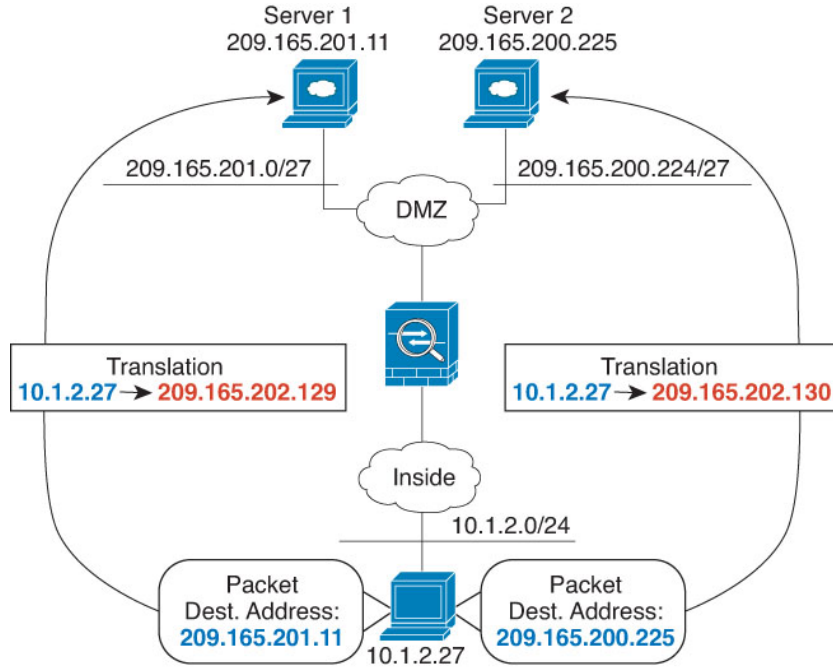 Server 1
209.165.201.11
Server 2
209.165.200.225
209.165.201.0/27
209.165.200.224/27
DMZ
Translation
10.1.2.27 209.165.202.129
Translation
10.1.2.27 209.165.202.130
Inside
10.1.2.0/24
Packet
Dest. Address:
209.165.201.11
Packet
Dest. Address:
209.165.200.225
10.1.2.27